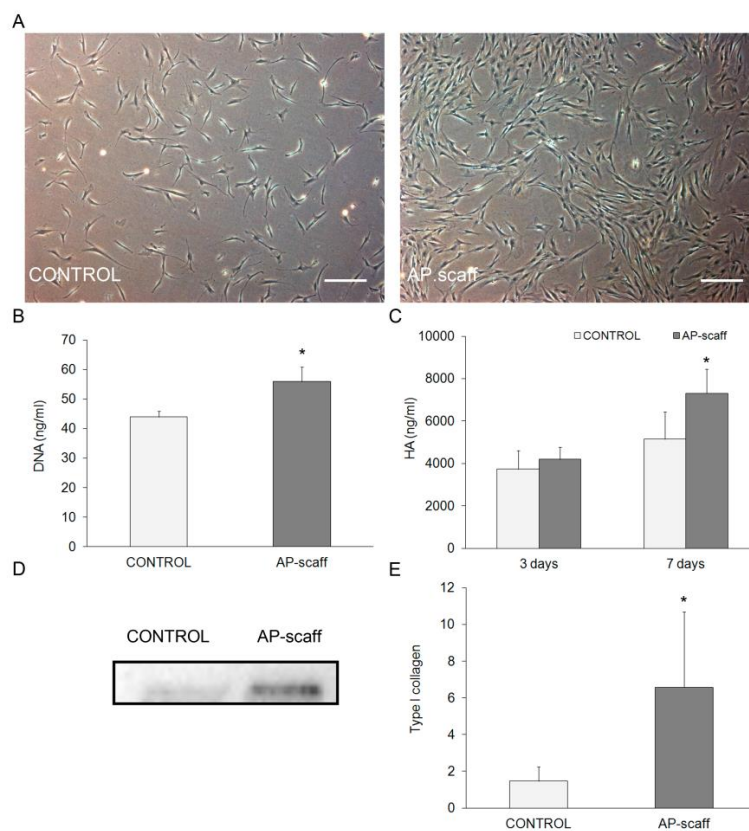 A
CONTROL
AP.scaff
B
DNA (ng/ml)
70
60
50
40
30
20
10
0
*
CONTROL
AP-scaff
C
HA (ng/ml)
10000
8000
6000
4000
2000
0
CONTROL
AP-scaff
*
3 days
7 days
D
CONTROL
AP-scaff
E
Type I collagen
12
10
8
6
4
2
0
*
CONTROL
AP-scaff